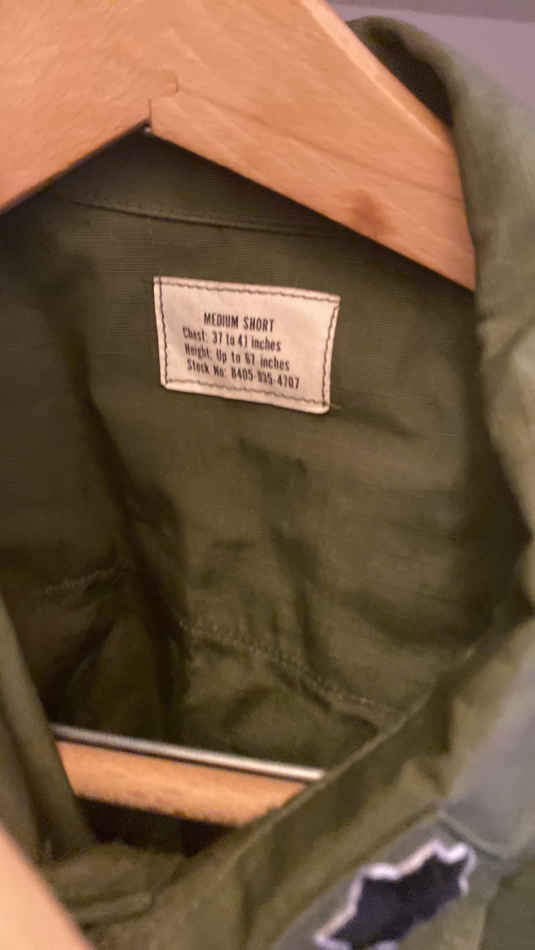 MEDIUM SHORT
Chest: 37 to 41 inches
Height: Up to 67 inches
Stock No: 8405-935-4707